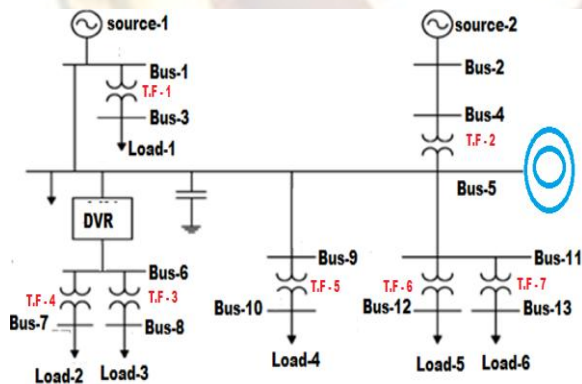 source-1
source-2
Bus-1
Bus-2
T.F - 1
Bus-3
Bus-4
Load-1
T.F - 2
Bus-5
DVR
Bus-6
Bus-9
Bus-11
T.F - 4
T.F - 3
T.F - 5
T.F - 6
T.F - 7
Bus-7
Bus-8
Bus-10
Bus-12
Bus-13
Load-2
Load-3
Load-4
Load-5
Load-6